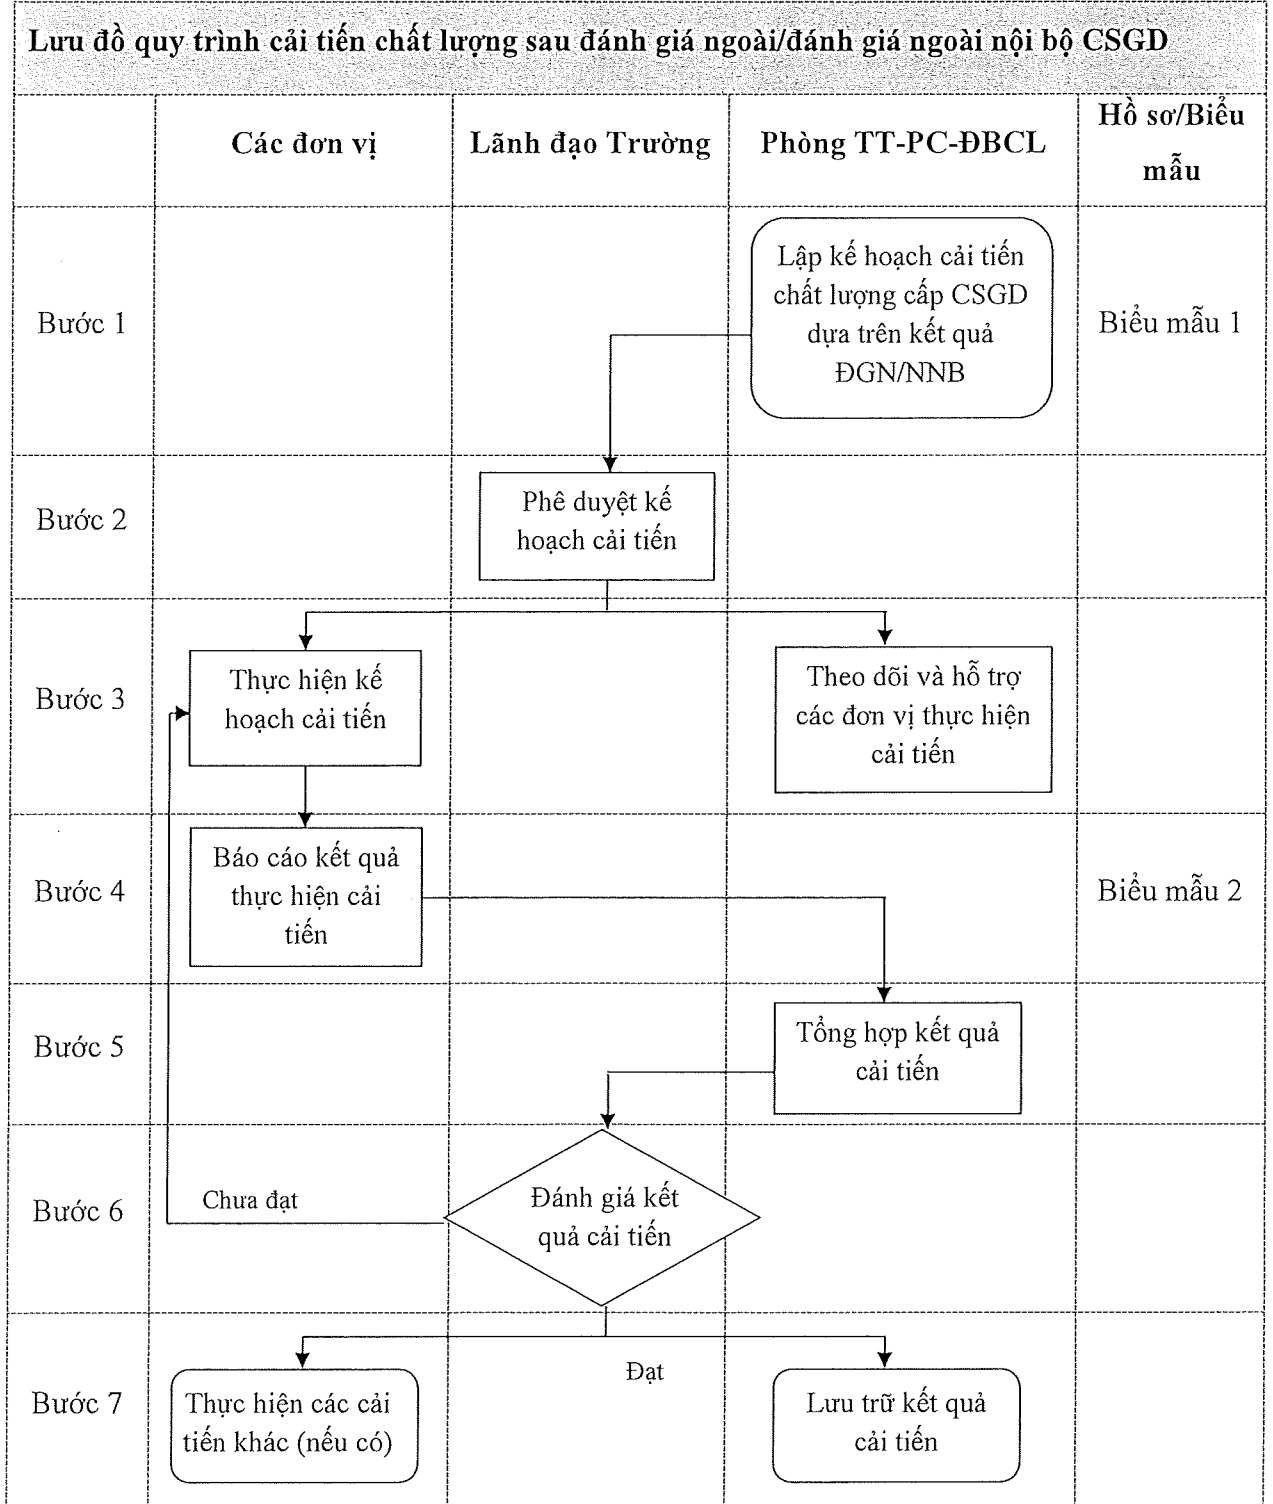 Lưu đồ quy trình cải tiến chất lượng sau đánh giá ngoài/đánh giá ngoài nội bộ CSGD
Các đơn vị
Lãnh đạo Trường
Phòng TT-PC-ĐBCL
Hồ sơ/Biểu
mẫu
Bước 1
Lập kế hoạch cải tiến
chất lượng cấp CSGD
dựa trên kết quả
ĐGN/NNB
Biểu mẫu 1
Bước 2
Phê duyệt kế
hoạch cải tiến
Bước 3
Thực hiện kế
hoạch cải tiến
Theo dõi và hỗ trợ
các đơn vị thực hiện
cải tiến
Bước 4
Báo cáo kết quả
thực hiện cải
tiến
Biểu mẫu 2
Bước 5
Tổng hợp kết quả
cải tiến
Bước 6
Chưa đạt
Đánh giá kết
quả cải tiến
Bước 7
Đạt
Thực hiện các cải
tiến khác (nếu có)
Lưu trữ kết quả
cải tiến